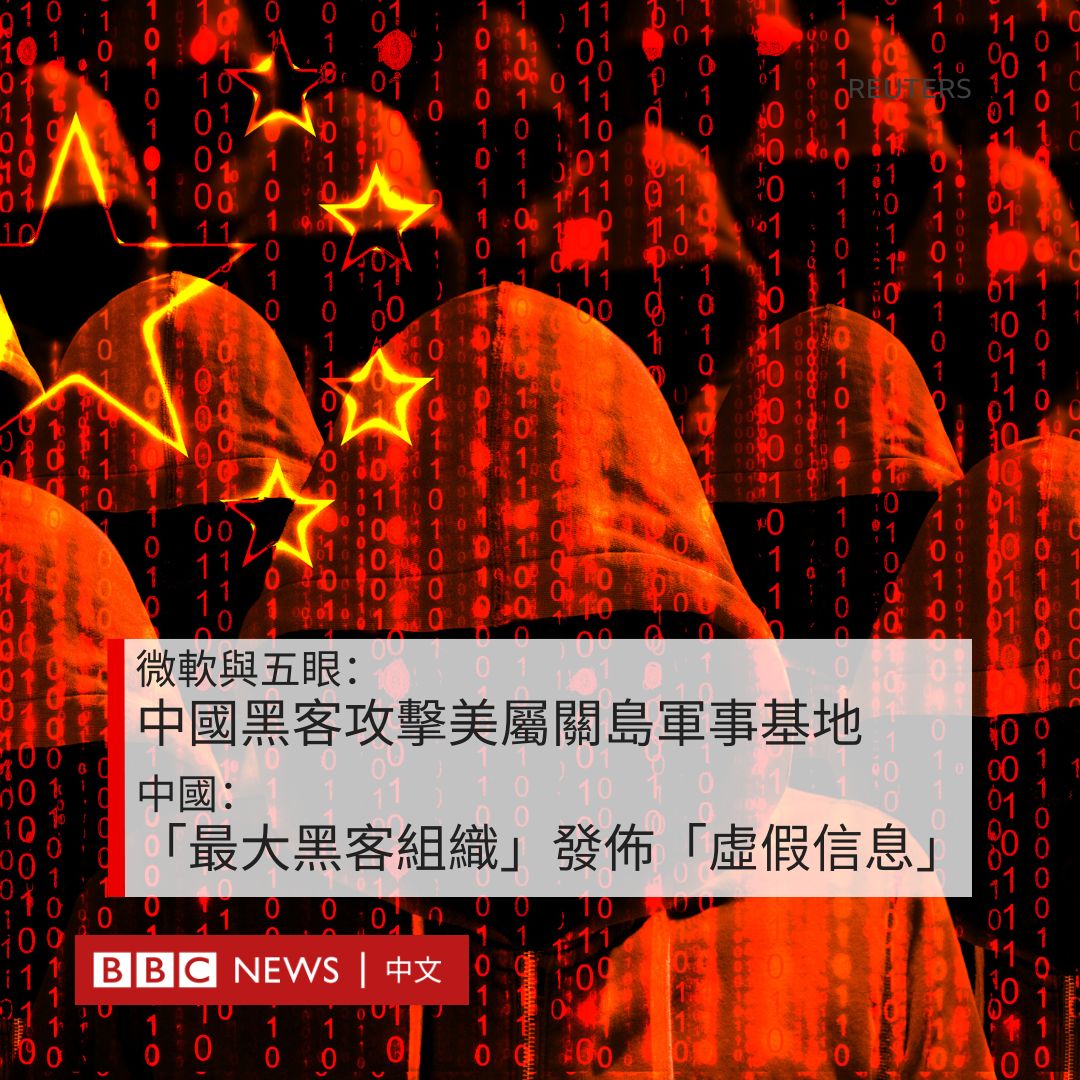 REUTERS
微軟與五眼：
中國黑客攻擊美屬關島軍事基地
中國：
「最大黑客組織」發佈「虛假信息」
BBC NEWS | 中文